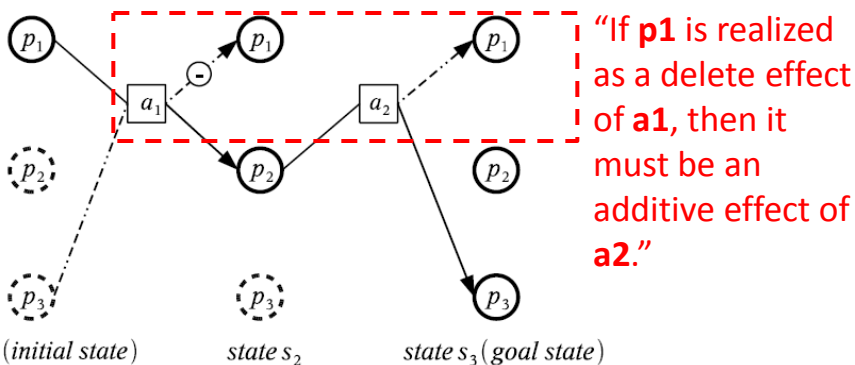 p1 p1 p1
-
a1 a2
p2 p2 p2
p3 p3 p3
(initial state) state s2 state s3(goal state)
“If p1 is realized
as a delete effect
of a1, then it
must be an
additive effect of
a2.”